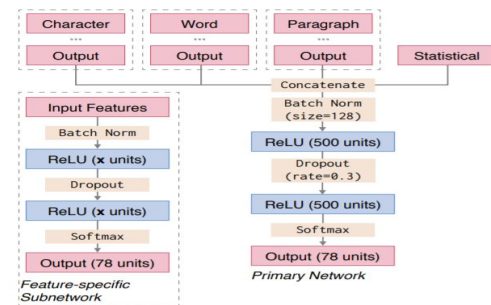 Character
Word
Paragraph
...
...
...
Output
Output
Output
Statistical
Concatenate
Input Features
Batch Norm
ReLU (x units)
Dropout
ReLU (x units)
Softmax
Output (78 units)
Feature-specific
Subnetwork
Batch Norm
(size=128)
ReLU (500 units)
Dropout
(rate=0.3)
ReLU (500 units)
Softmax
Output (78 units)
Primary Network